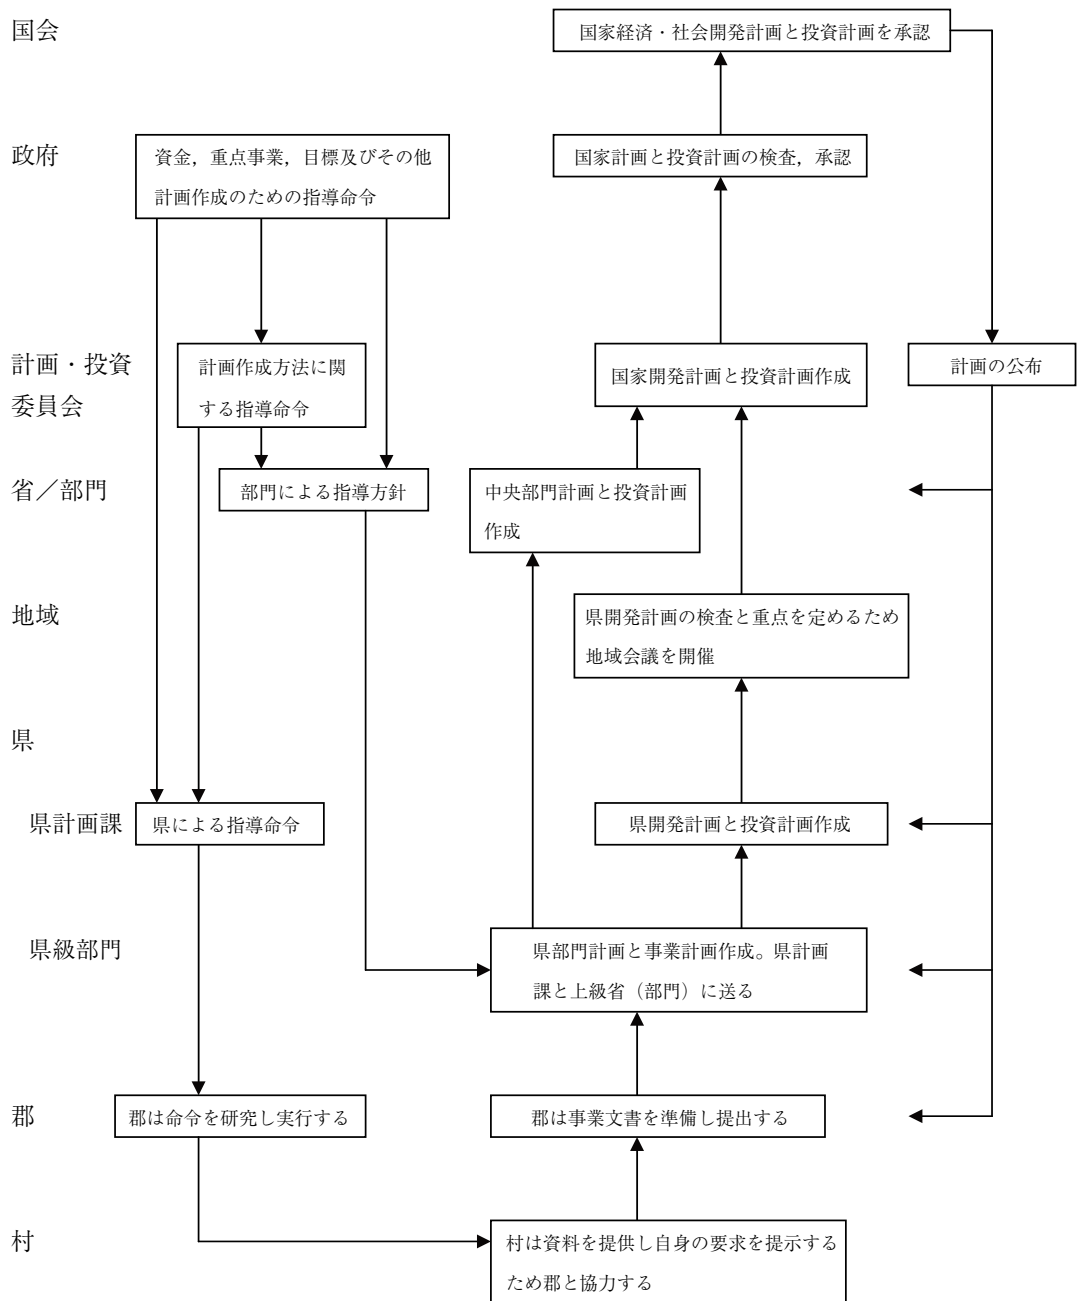 国会
国家経済・社会開発計画と投資計画を承認
政府
資金，重点事業，目標及びその他
計画作成のための指導命令
国家計画と投資計画の検査，承認
計画・投資
委員会
計画作成方法に関
する指導命令
国家開発計画と投資計画作成
計画の公布
省／部門
部門による指導方針
中央部門計画と投資計画
作成
地域
県開発計画の検査と重点を定めるため
地域会議を開催
県
県計画課
県による指導命令
県開発計画と投資計画作成
県級部門
県部門計画と事業計画作成。県計画
課と上級省（部門）に送る
郡
郡は命令を研究し実行する
郡は事業文書を準備し提出する
村
村は資料を提供し自身の要求を提示する
ため郡と協力する